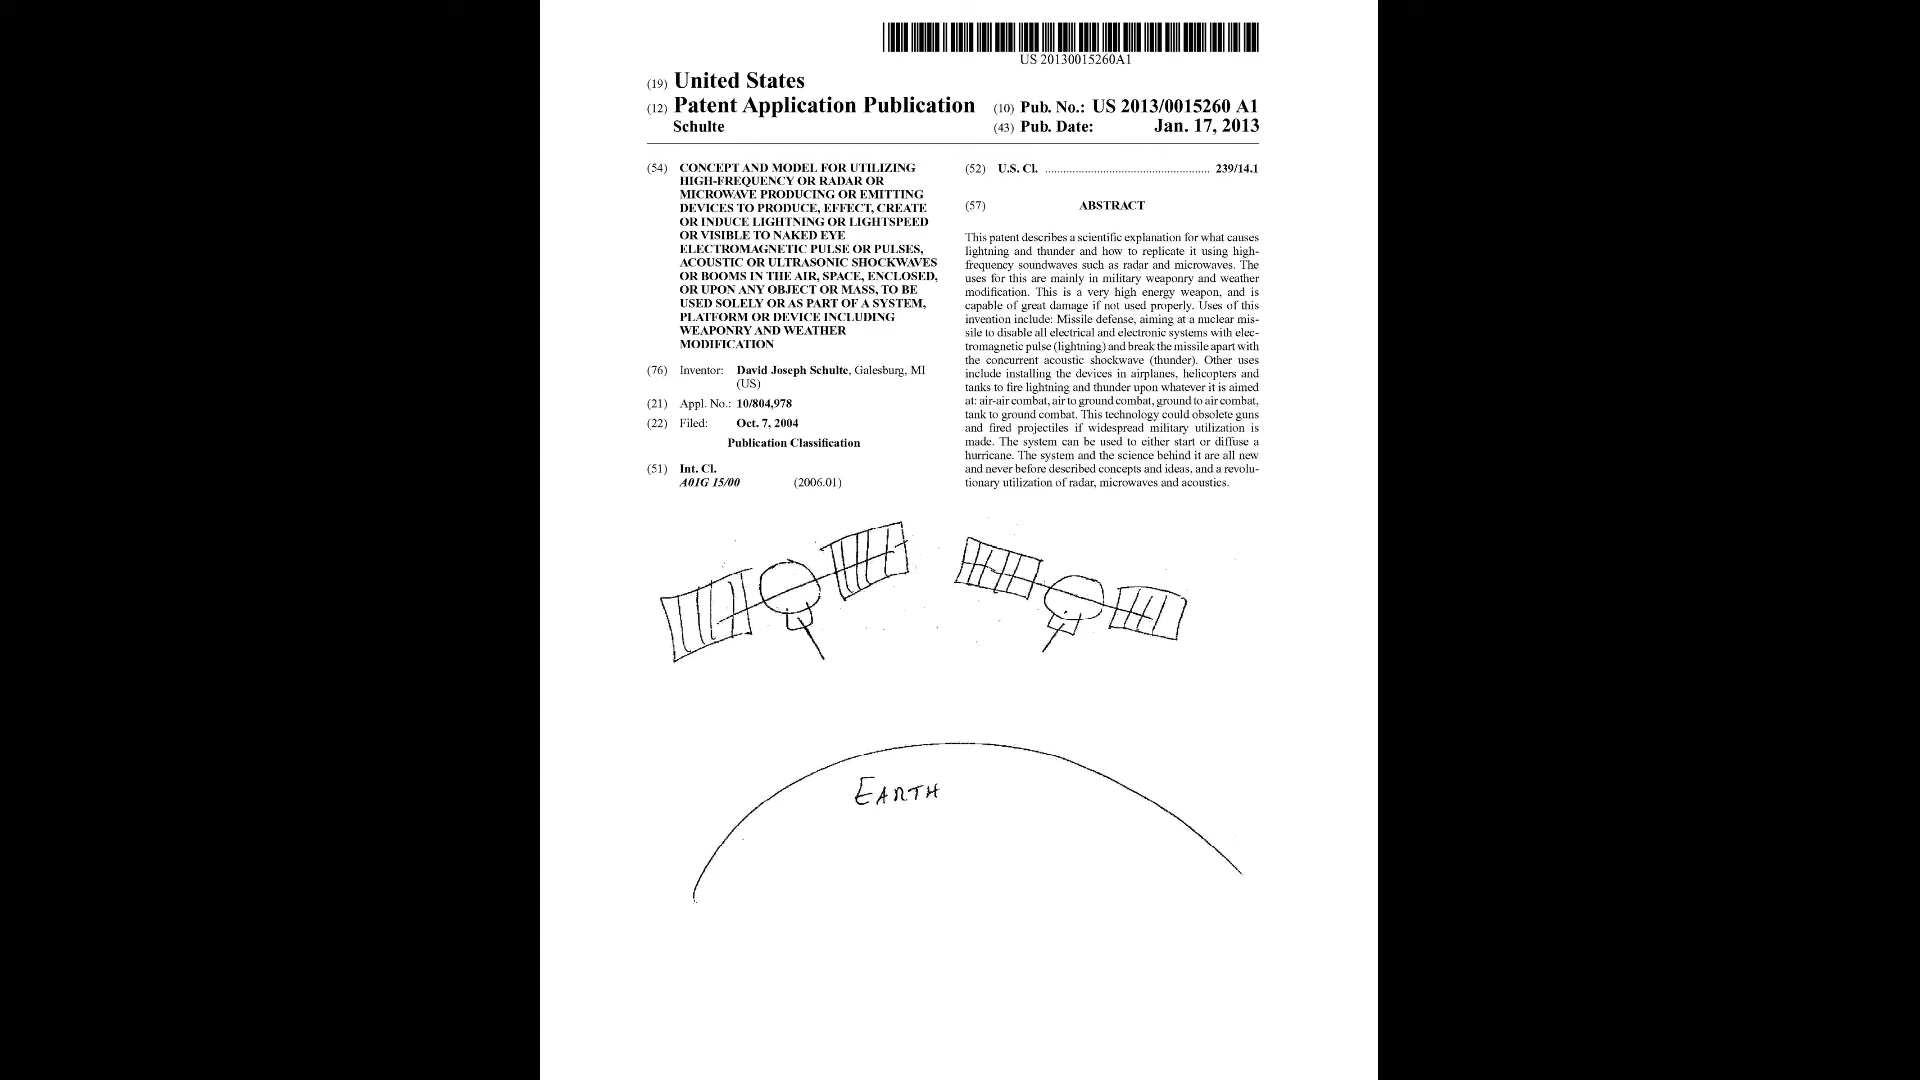 US 20130015260A1
(19) United States
(12) Patent Application Publication
Schulte
(10) Pub. No.: US 2013/0015260 A1
(43) Pub. Date: Jan. 17, 2013
(54) CONCEPT AND MODEL FOR UTILIZING
HIGH-FREQUENCY OR RADAR OR
MICROWAVE PRODUCING OR EMITTING
DEVICES TO PRODUCE, EFFECT, CREATE
OR INDUCE LIGHTNING OR LIGHTSPEED
OR VISIBLE TO NAKED EYE
ELECTROMAGNETIC PULSE OR PULSES,
ACOUSTIC OR ULTRASONIC SHOCKWAVES
OR BOOMS IN THE AIR, SPACE, ENCLOSED,
OR UPON ANY OBJECT OR MASS, TO BE
USED SOLELY OR AS PART OF A SYSTEM,
PLATFORM OR DEVICE INCLUDING
WEAPONRY AND WEATHER
MODIFICATION
(76) Inventor: David Joseph Schulte, Galesburg, MI
(US)
(21) Appl. No.: 10/804,978
(22) Filed: Oct. 7, 2004
Publication Classification
(51) Int. Cl.
A01G 15/00 (2006.01)
(52) U.S. Cl. ........................................................ 239/14.1
(57) ABSTRACT
This patent describes a scientific explanation for what causes
lightning and thunder and how to replicate it using high-
frequency soundwaves such as radar and microwaves. The
uses for this are mainly in military weaponry and weather
modification. This is a very high energy weapon, and is
capable of great damage if not used properly. Uses of this
invention include: Missile defense, aiming at a nuclear mis-
sile to disable all electrical and electronic systems with elec-
tromagnetic pulse (lightning) and break the missile apart with
the concurrent acoustic shockwave (thunder). Other uses
include installing the devices in airplanes, helicopters and
tanks to fire lightning and thunder upon whatever it is aimed
at: air-air combat, air to ground combat, ground to air combat,
tank to ground combat. This technology could obsolete guns
and fired projectiles if widespread military utilization is
made. The system can be used to either start or diffuse a
hurricane. The system and the science behind it are all new
and never before described concepts and ideas, and a revolu-
tionary utilization of radar, microwaves and acoustics.
EARTH